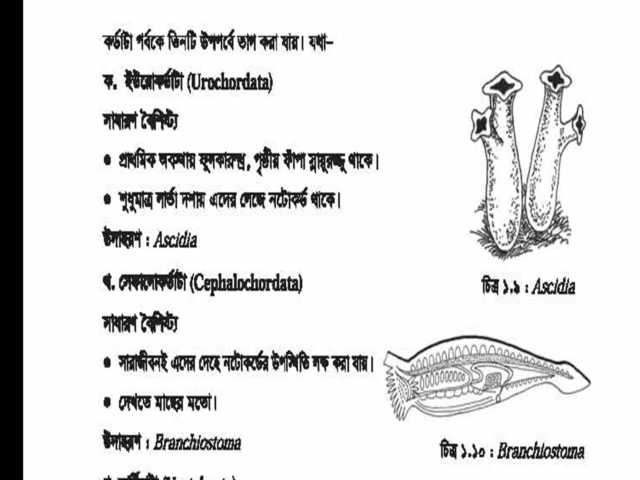 কর্ডাটা পর্বকে তিনটি উপপর্বে ভাগ করা যায়। যথা-
ক. ইউরোকর্ডাটা (Urochordata)
সাধারণ বৈশিষ্ট্য
● প্রাথমিক অবস্থায় ফুলকারন্ধ্র, পৃষ্ঠীয় ফাঁপা স্নায়ুরজ্জু থাকে।
● শুধুমাত্র লার্ভা দশায় এদের লেজে নটোকর্ড থাকে।
উদাহরণ : Ascidia
চিত্র ১.৯ : Ascidia
খ. সেফালোকর্ডাটা (Cephalochordata)
সাধারণ বৈশিষ্ট্য
● সারাজীবনই এদের দেহে নটোকর্ডের উপস্থিতি লক্ষ করা যায়।
● দেখতে মাছের মতো।
উদাহরণ : Branchiostoma
চিত্র ১.১০ : Branchiostoma